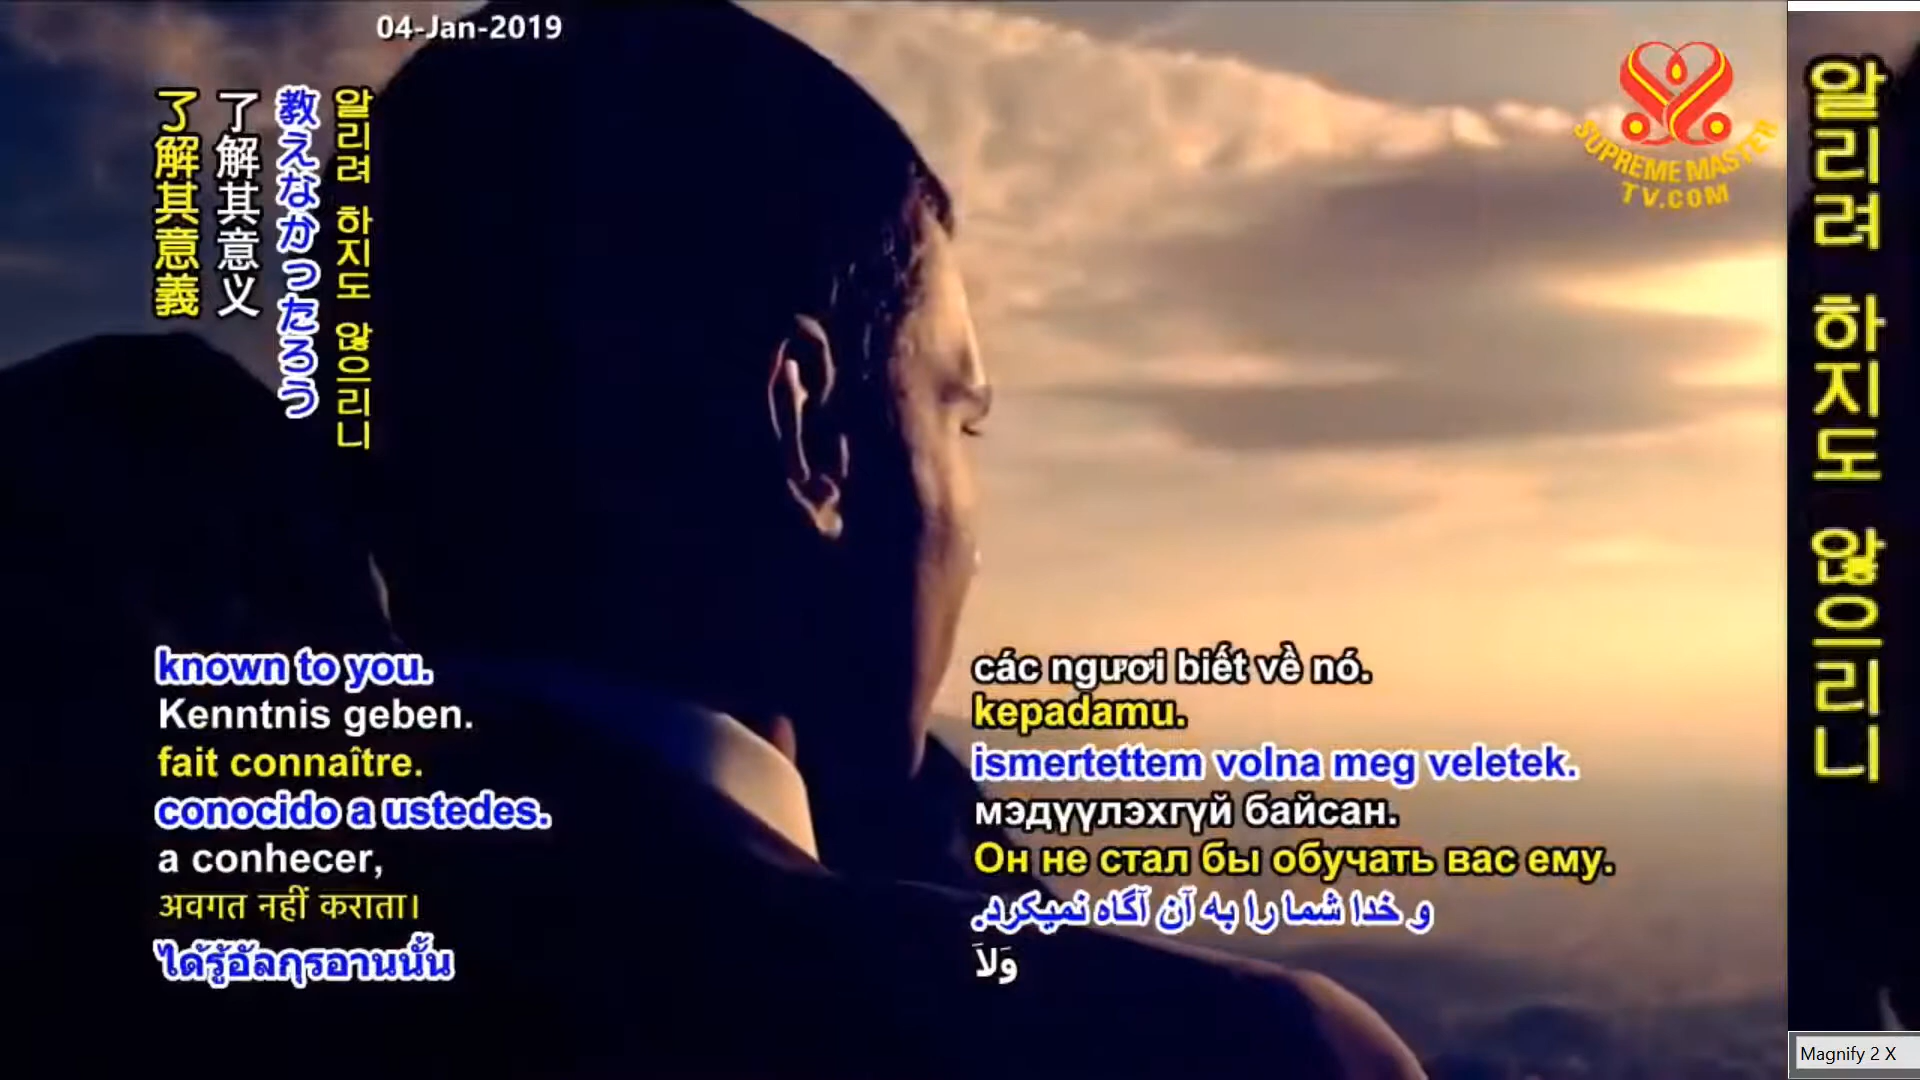 04-Jan-2019
SUPREME MASTER
TV.COM
알리려 하지도 않으리니
教えなかったろう
了解其意义
了解其意義
known to you.
Kenntnis geben.
fait connaître.
conocido a ustedes.
a conhecer,
अवगत नहीं कराता।
ได้รู้อัลกุรอานนั้น
các ngươi biết về nó.
kepadamu.
ismertettem volna meg veletek.
мэдүүлэхгүй байсан.
Он не стал бы обучать вас ему.
و خدا شما را به آن آگاه نمیکرد.
وَلاَ
알리려 하지도 않으리니
Magnify 2 X